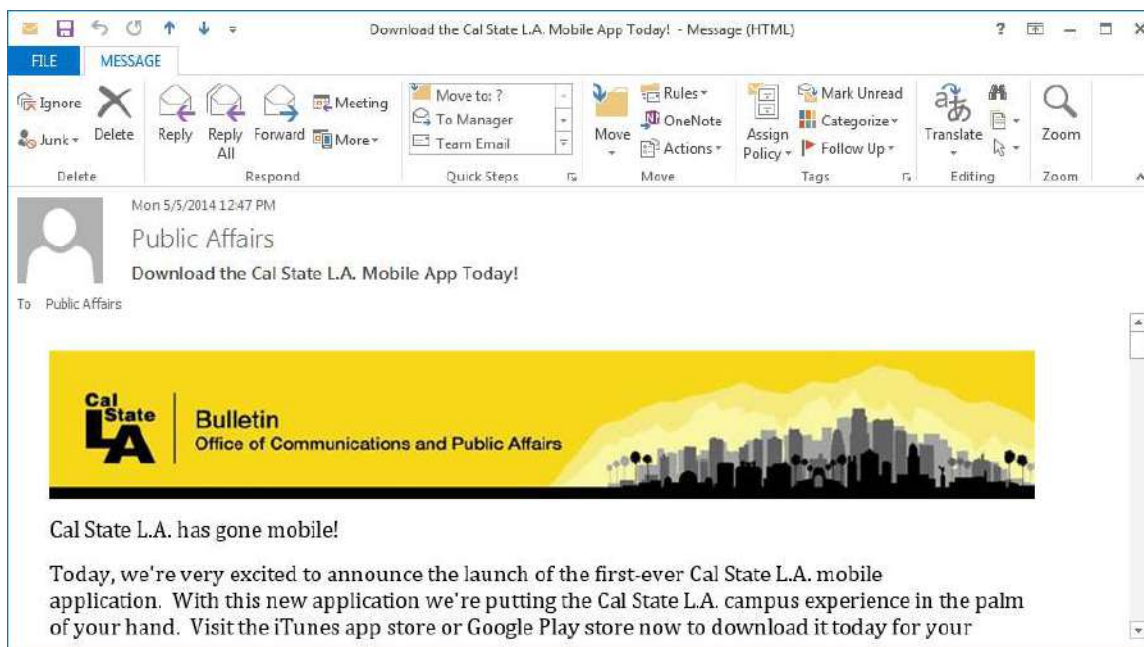 Download the Cal State L.A. Mobile App Today! - Message (HTML)
?
FILE MESSAGE
Ignore
Junk
Delete
Reply
Reply All
Forward
Meeting
More
Move to: ?
To Manager
Team Email
Move
Rules
OneNote
Actions
Assign Policy
Mark Unread
Categorize
Follow Up
Translate
Zoom
Delete Respond Quick Steps Move Tags Editing Zoom
Mon 5/5/2014 12:47 PM
Public Affairs
Download the Cal State L.A. Mobile App Today!
To Public Affairs
Cal
State
LA
Bulletin
Office of Communications and Public Affairs
Cal State L.A. has gone mobile!
Today, we're very excited to announce the launch of the first-ever Cal State L.A. mobile
application. With this new application we're putting the Cal State L.A. campus experience in the palm
of your hand. Visit the iTunes app store or Google Play store now to download it today for your